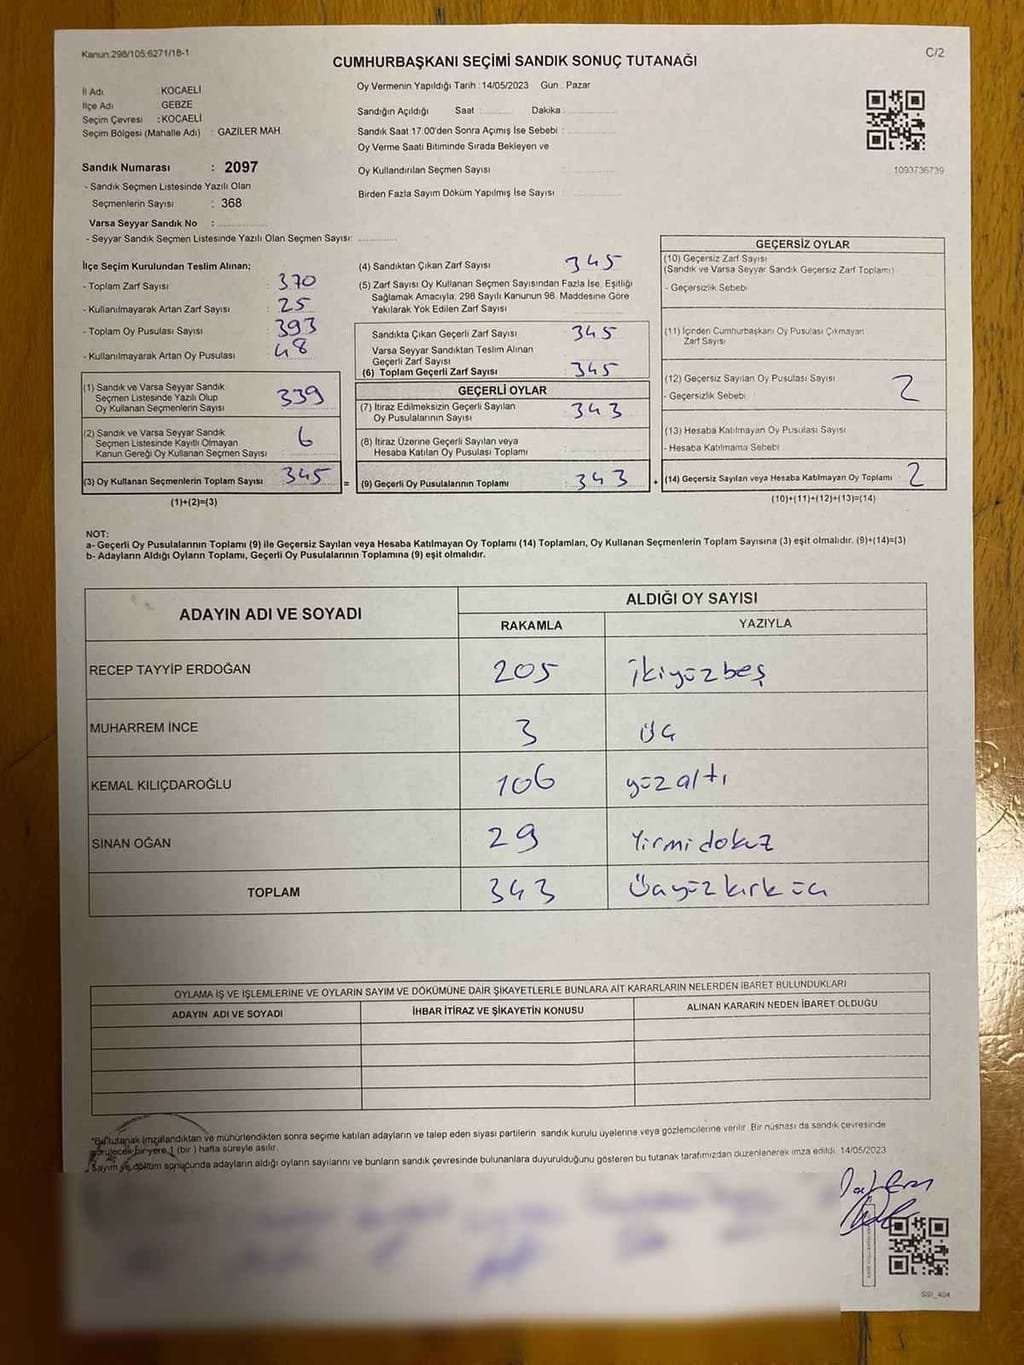 Kanun:298/105;6271/18-1
C/2
CUMHURBAŞKANI SEÇİMİ SANDIK SONUÇ TUTANAĞI
İl Adı : KOCAELİ
İlçe Adı GEBZE
Seçim Çevresi : KOCAELİ
Seçim Bölgesi (Mahalle Adı) : GAZİLER MAH.
Oy Vermenin Yapıldığı Tarih :14/05/2023 Gün : Pazar
Sandığın Açıldığı Saat Dakika
Sandık Saat 17:00'den Sonra Açımış İse Sebebi :
Oy Verme Saati Bitiminde Sırada Bekleyen ve
Oy Kullandırılan Seçmen Sayısı
Birden Fazla Sayım Döküm Yapılmış İse Sayısı
1093736739
Sandık Numarası : 2097
- Sandık Seçmen Listesinde Yazılı Olan
Seçmenlerin Sayısı : 368
Varsa Seyyar Sandık No :
- Seyyar Sandık Seçmen Listesinde Yazılı Olan Seçmen Sayısı:
İlçe Seçim Kurulundan Teslim Alınan;
- Toplam Zarf Sayısı : 370
- Kullanılmayarak Artan Zarf Sayısı : 25
- Toplam Oy Pusulası Sayısı : 393
- Kullanılmayarak Artan Oy Pusulası : 48
(1) Sandık ve Varsa Seyyar Sandık
Seçmen Listesinde Yazılı Olup
Oy Kullanan Seçmenlerin Sayısı 339
(2) Sandık ve Varsa Seyyar Sandık
Seçmen Listesinde Kayıtlı Olmayan
Kanun Gereği Oy Kullanan Seçmen Sayısı 6
(3) Oy Kullanan Seçmenlerin Toplam Sayısı : 345
(1)+(2)=(3)
(4) Sandıktan Çıkan Zarf Sayısı 345
(5) Zarf Sayısı Oy Kullanan Seçmen Sayısından Fazla İse, Eşitliği
Sağlamak Amacıyla, 298 Sayılı Kanunun 98. Maddesine Göre
Yakılarak Yok Edilen Zarf Sayısı
Sandıkta Çıkan Geçerli Zarf Sayısı 345
Varsa Seyyar Sandıktan Teslim Alınan
Geçerli Zarf Sayısı
(6) Toplam Geçerli Zarf Sayısı : 345
GEÇERLİ OYLAR
(7) İtiraz Edilmeksizin Geçerli Sayılan
Oy Pusulalarının Sayısı 343
(8) İtiraz Üzerine Geçerli Sayılan veya
Hesaba Katılan Oy Pusulası Toplamı
= (9) Geçerli Oy Pusulalarının Toplamı : 343 +
GEÇERSİZ OYLAR
(10) Geçersiz Zarf Sayısı
(Sandık ve Varsa Seyyar Sandık Geçersiz Zarf Toplamı)
- Geçersizlik Sebebi
(11) İçinden Cumhurbaşkanı Oy Pusulası Çıkmayan
Zarf Sayısı
(12) Geçersiz Sayılan Oy Pusulası Sayısı 2
- Geçersizlik Sebebi
(13) Hesaba Katılmayan Oy Pusulası Sayısı
- Hesaba Katılmama Sebebi
(14) Geçersiz Sayılan veya Hesaba Katılmayan Oy Toplamı 2
(10)+(11)+(12)+(13)=(14)
NOT:
a- Geçerli Oy Pusulalarının Toplamı (9) ile Geçersiz Sayılan veya Hesaba Katılmayan Oy Toplamı (14) Toplamları, Oy Kullanan Seçmenlerin Toplam Sayısına (3) eşit olmalıdır. (9)+(14)=(3)
b- Adayların Aldığı Oyların Toplamı, Geçerli Oy Pusulalarının Toplamına (9) eşit olmalıdır.
ADAYIN ADI VE SOYADI
ALDIĞI OY SAYISI
RAKAMLA YAZIYLA
RECEP TAYYİP ERDOĞAN 205 ikiyüzbeş
MUHARREM İNCE 3 üç
KEMAL KILIÇDAROĞLU 106 yüzaltı
SİNAN OĞAN 29 Yirmidokuz
TOPLAM 343 üçyüzkırküç
OYLAMA İŞ VE İŞLEMLERİNE VE OYLARIN SAYIM VE DÖKÜMÜNE DAİR ŞİKAYETLERLE BUNLARA AİT KARARLARIN NELERDEN İBARET BULUNDUKLARI
ADAYIN ADI VE SOYADI İHBAR İTİRAZ VE ŞİKAYETİN KONUSU ALINAN KARARIN NEDEN İBARET OLDUĞU
"Bu tutanak imzalandıktan ve mühürlendikten sonra seçime katılan adayların ve talep eden siyasi partilerin sandık kurulu üyelerine veya gözlemcilerine verilir. Bir nüshası da sandık çevresinde
görülecek bir yere 1 (bir ) hafta süreyle asılır.
Sayım ve döküm sonucunda adayların aldığı oyların sayılarını ve bunların sandık çevresinde bulunanlara duyurulduğunu gösteren bu tutanak tarafımızdan düzenlenerek imza edildi. 14/05/2023
SSI_404